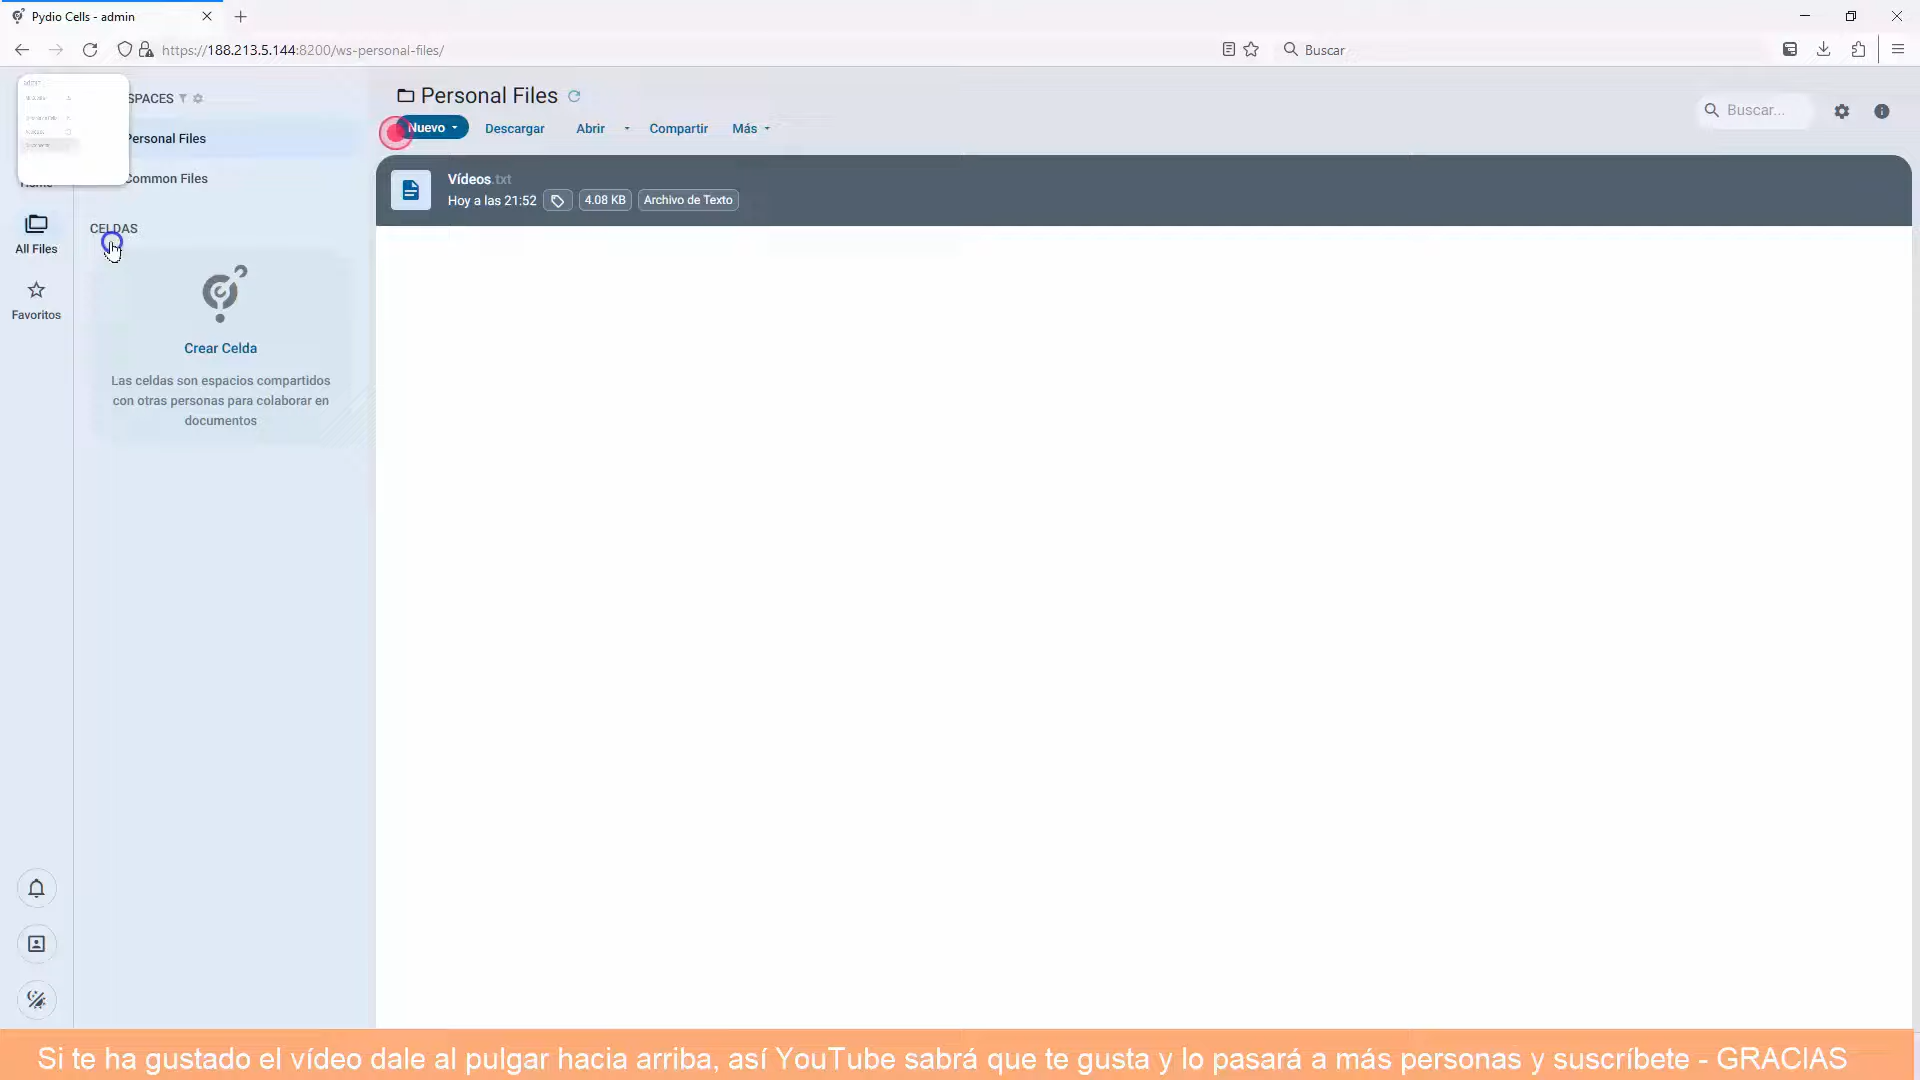 Pydio Cells - admin
https://188.213.5.144:8200/ws-personal-files/
Buscar
SPACES
Personal Files
Common Files
CELDAS
Crear Celda
Las celdas son espacios compartidos
con otras personas para colaborar en
documentos
All Files
Favoritos
Personal Files
Nuevo
Descargar
Abrir
Compartir
Más
Buscar...
Vídeos.txt
Hoy a las 21:52
4.08 KB
Archivo de Texto
Si te ha gustado el vídeo dale al pulgar hacia arriba, así YouTube sabrá que te gusta y lo pasará a más personas y suscríbete - GRACIAS